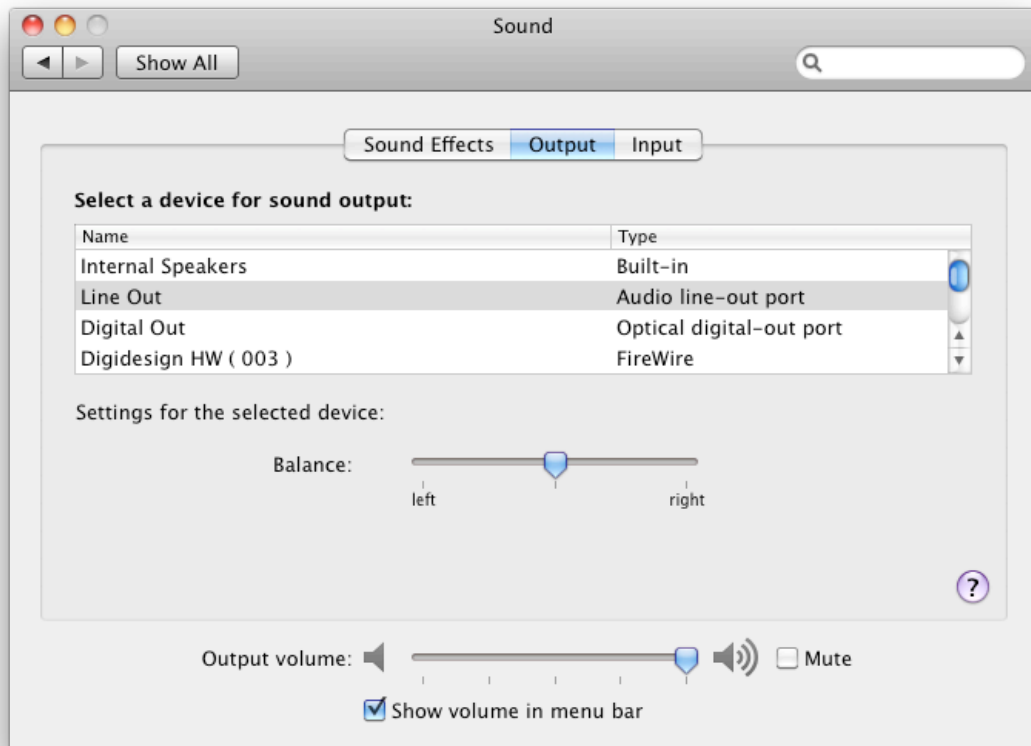 Sound
Show All
Sound Effects Output Input
Select a device for sound output:
Name Type
Internal Speakers Built-in
Line Out Audio line-out port
Digital Out Optical digital-out port
Digidesign HW ( 003 ) FireWire
Settings for the selected device:
Balance:
left right
?
Output volume: Mute
Show volume in menu bar